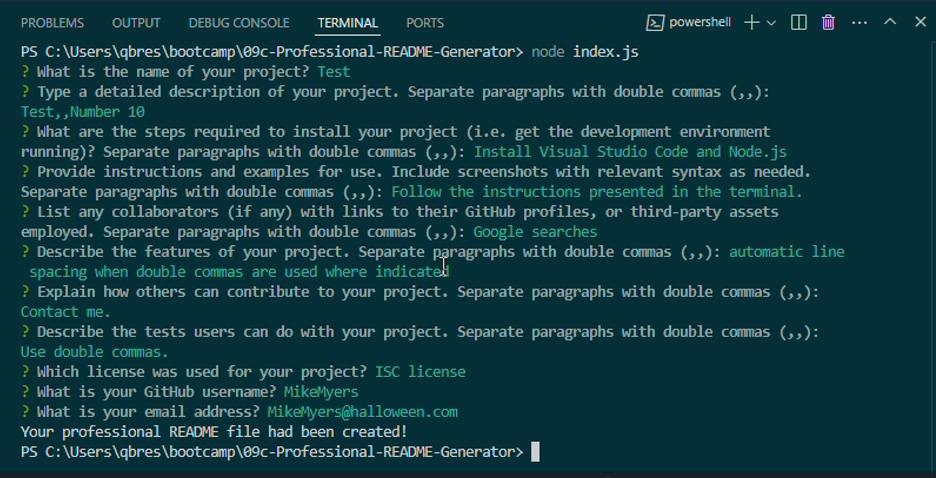 PROBLEMS OUTPUT DEBUG CONSOLE TERMINAL PORTS powershell
PS C:\Users\qbres\bootcamp\09c-Professional-README-Generator> node index.js
? What is the name of your project? Test
? Type a detailed description of your project. Separate paragraphs with double commas (,,):
Test,,Number 10
? What are the steps required to install your project (i.e. get the development environment
running)? Separate paragraphs with double commas (,,): Install Visual Studio Code and Node.js
? Provide instructions and examples for use. Include screenshots with relevant syntax as needed.
Separate paragraphs with double commas (,,): Follow the instructions presented in the terminal.
? List any collaborators (if any) with links to their GitHub profiles, or third-party assets
employed. Separate paragraphs with double commas (,,): Google searches
? Describe the features of your project. Separate paragraphs with double commas (,,): automatic line
spacing when double commas are used where indicated
? Explain how others can contribute to your project. Separate paragraphs with double commas (,,):
Contact me.
? Describe the tests users can do with your project. Separate paragraphs with double commas (,,):
Use double commas.
? Which license was used for your project? ISC license
? What is your GitHub username? MikeMyers
? What is your email address? MikeMyers@halloween.com
Your professional README file had been created!
PS C:\Users\qbres\bootcamp\09c-Professional-README-Generator>